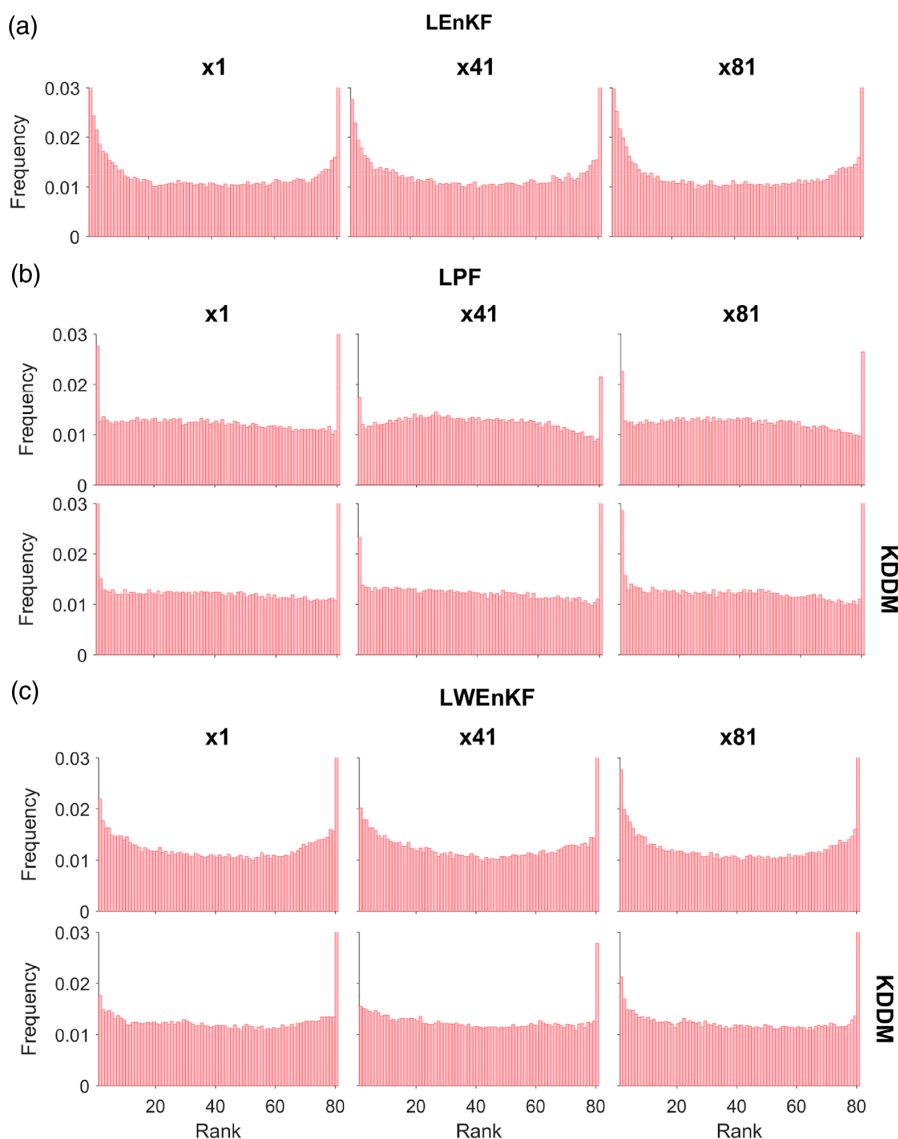 (a)
LEnKF
x1 x41 x81
0.03
0.02
0.01
0
Frequency
(b)
LPF
x1 x41 x81
0.03
0.02
0.01
0
Frequency
0.03
0.02
0.01
0
Frequency
KDDM
(c)
LWEnKF
x1 x41 x81
0.03
0.02
0.01
0
Frequency
0.03
0.02
0.01
0
Frequency
KDDM
20 40 60 80 20 40 60 80 20 40 60 80
Rank Rank Rank